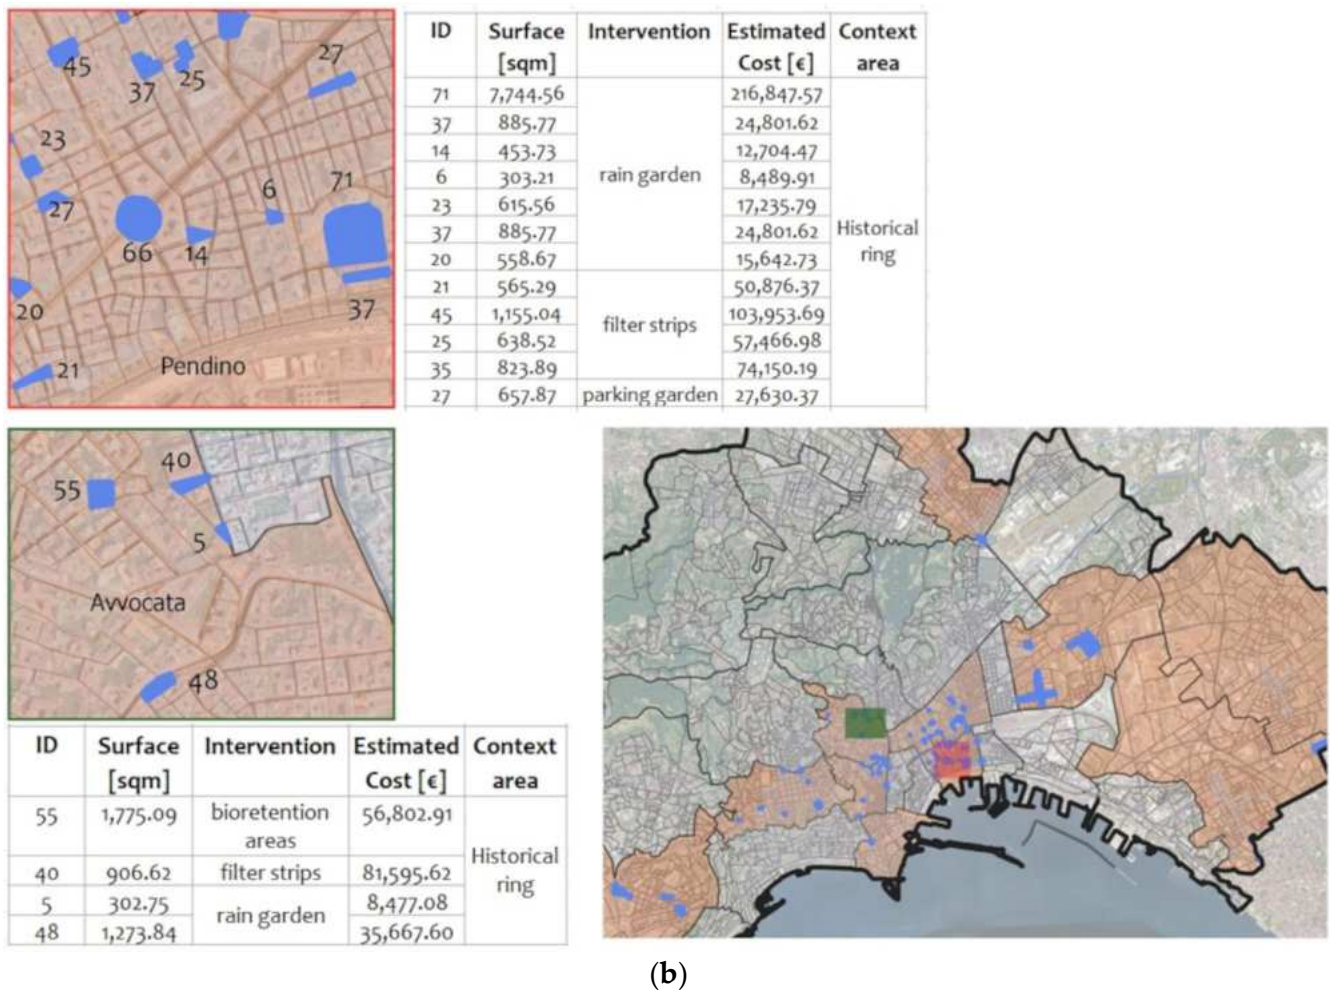 45
37
25
27
23
27
66
14
6
71
37
20
21
Pendino
ID Surface Intervention Estimated Context
[sqm] Cost [€] area
71 7,744.56 216,847.57
37 885.77 24,801.62
14 453.73 12,704.47
6 303.21 rain garden 8,489.91
23 615.56 17,235.79
37 885.77 24,801.62 Historical
20 558.67 15,642.73 ring
21 565.29 50,876.37
45 1,155.04 filter strips 103,953.69
25 638.52 57,466.98
35 823.89 74,150.19
27 657.87 parking garden 27,630.37
40
55
5
Avvocata
48
ID Surface Intervention Estimated Context
[sqm] Cost [€] area
55 1,775.09 bioretention 56,802.91
areas
40 906.62 filter strips 81,595.62 Historical
5 302.75 rain garden 8,477.08 ring
48 1,273.84 35,667.60
(b)